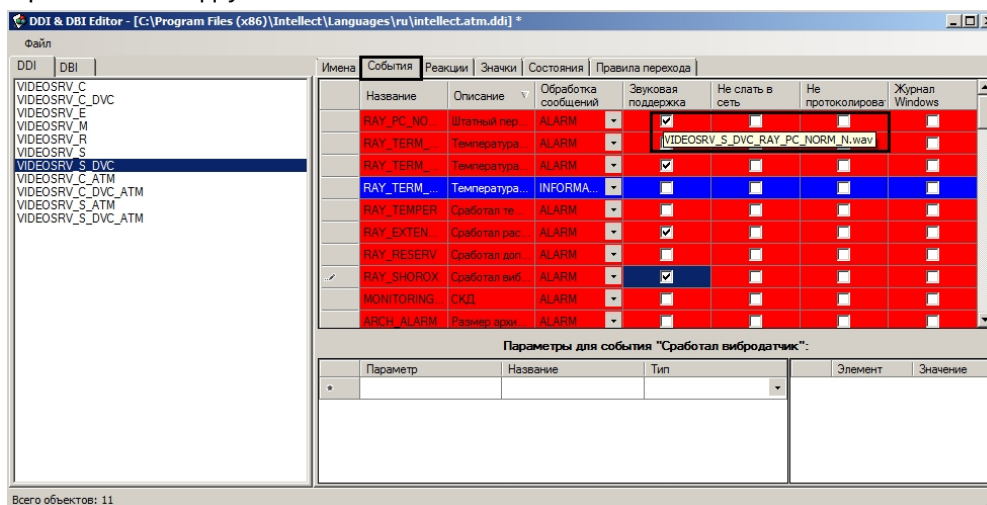 DDI & DBI Editor - [C:\Program Files (x86)\Intellect\Languages\ru\intellect.atm.ddi] *
Файл
DDI DBI
VIDEOSRV_C
VIDEOSRV_C_DVC
VIDEOSRV_E
VIDEOSRV_M
VIDEOSRV_R
VIDEOSRV_S
VIDEOSRV_S_DVC
VIDEOSRV_C_ATM
VIDEOSRV_C_DVC_ATM
VIDEOSRV_S_ATM
VIDEOSRV_S_DVC_ATM
Имена События Реакции Значки Состояния Правила перехода
Название Описание Обработка сообщений Звуковая поддержка Не слать в сеть Не протоколироват Журнал Windows
RAY_PC_NO... Штатный пер... ALARM
RAY_TERM_... Температура... ALARM
VIDEOSRV_S_DVC_RAY_PC_NORM_N.wav
RAY_TERM_... Температура... ALARM
RAY_TERM_... Температура... INFORMA...
RAY_TEMPER Сработал те... ALARM
RAY_EXTEN... Сработал рас... ALARM
RAY_RESERV Сработал доп... ALARM
RAY_SHOROX Сработал виб... ALARM
MONITORING... СКД ALARM
ARCH_ALARM Размер архи... ALARM
Параметры для события "Сработал вибродатчик":
Параметр Название Тип
Элемент Значение
Всего объектов: 11